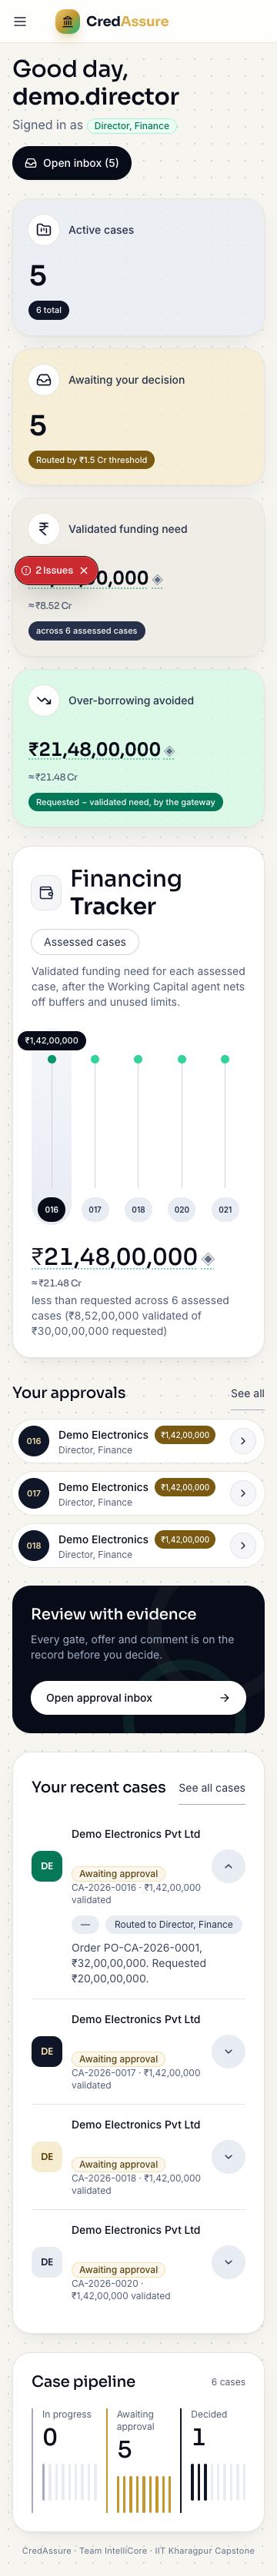 CredAssure
Good day,
demo.director
Signed in as Director, Finance
Open inbox (5)
Active cases
5
6 total
Awaiting your decision
5
Routed by ₹1.5 Cr threshold
Validated funding need
2 Issues
00,000
≈₹8.52 Cr
across 6 assessed cases
Over-borrowing avoided
₹21,48,00,000
≈₹21.48 Cr
Requested − validated need, by the gateway
Financing
Tracker
Assessed cases
Validated funding need for each assessed
case, after the Working Capital agent nets
off buffers and unused limits.
₹1,42,00,000
016 017 018 020 021
₹21,48,00,000
≈₹21.48 Cr
less than requested across 6 assessed
cases (₹8,52,00,000 validated of
₹30,00,00,000 requested)
Your approvals
See all
016
Demo Electronics ₹1,42,00,000
Director, Finance
017
Demo Electronics ₹1,42,00,000
Director, Finance
018
Demo Electronics ₹1,42,00,000
Director, Finance
Review with evidence
Every gate, offer and comment is on the
record before you decide.
Open approval inbox
Your recent cases
See all cases
Demo Electronics Pvt Ltd
DE
Awaiting approval
CA-2026-0016 · ₹1,42,00,000
validated
— Routed to Director, Finance
Order PO-CA-2026-0001,
₹32,00,00,000. Requested
₹20,00,00,000.
Demo Electronics Pvt Ltd
DE
Awaiting approval
CA-2026-0017 · ₹1,42,00,000
validated
Demo Electronics Pvt Ltd
DE
Awaiting approval
CA-2026-0018 · ₹1,42,00,000
validated
Demo Electronics Pvt Ltd
DE
Awaiting approval
CA-2026-0020 ·
₹1,42,00,000 validated
Case pipeline
6 cases
In progress
0
Awaiting
approval
5
Decided
1
CredAssure · Team IntelliCore · IIT Kharagpur Capstone